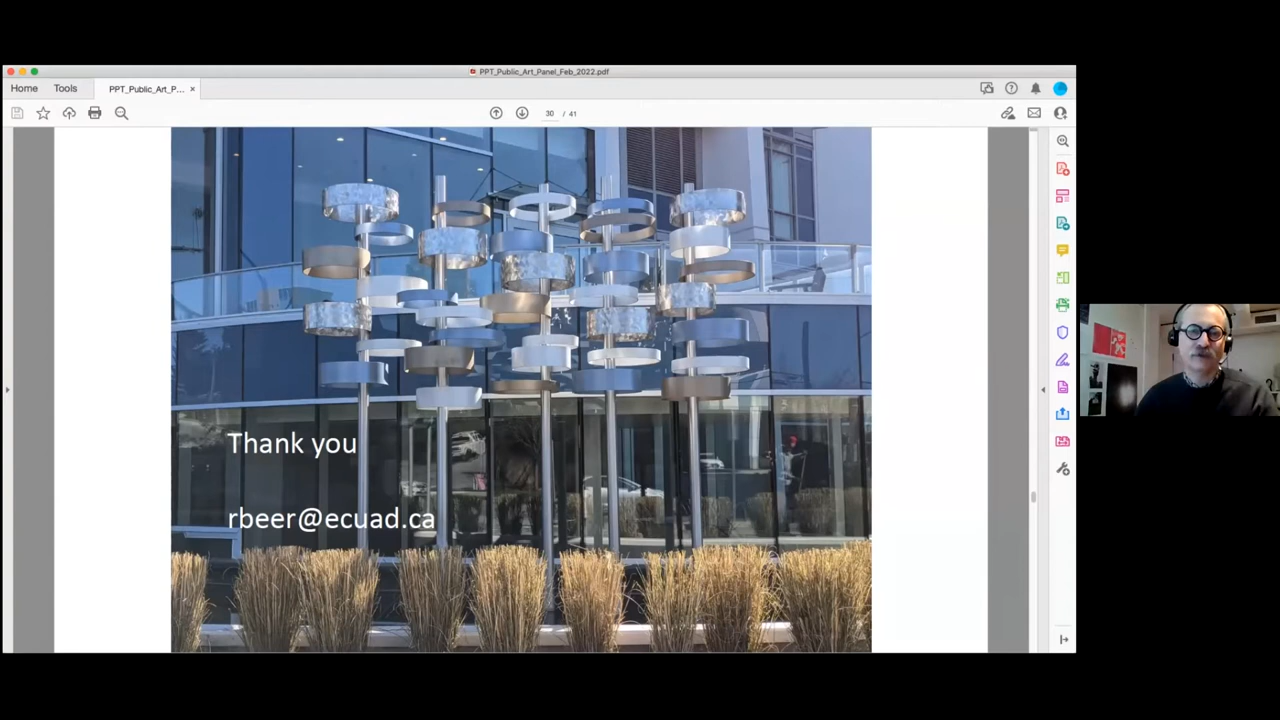 PPT_Public_Art_Panel_Feb_2022.pdf
Home Tools PPT_Public_Art_P... ×
30 / 41
Thank you
rbeer@ecuad.ca